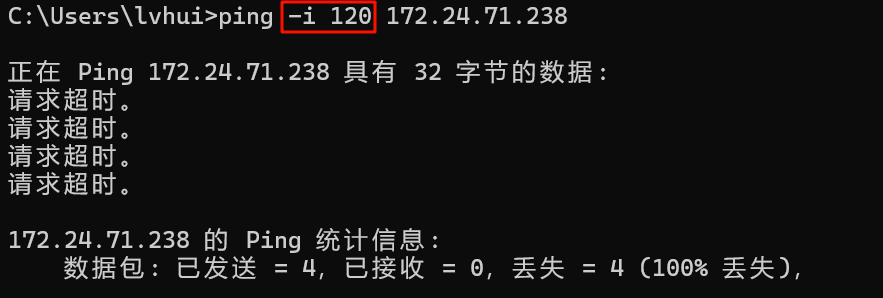 C:\Users\lvhui>ping -i 120 172.24.71.238
正在 Ping 172.24.71.238 具有 32 字节的数据:
请求超时。
请求超时。
请求超时。
请求超时。
172.24.71.238 的 Ping 统计信息:
数据包: 已发送 = 4, 已接收 = 0, 丢失 = 4 (100% 丢失),